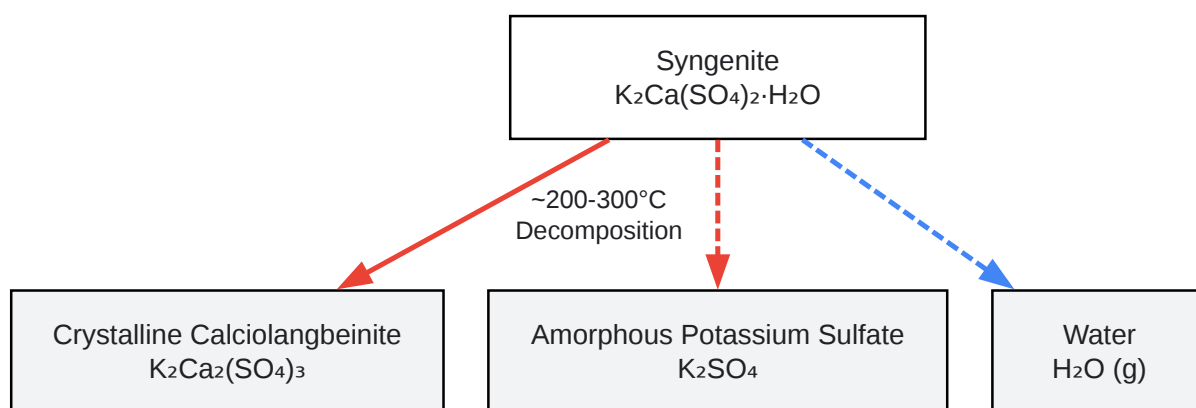 Syngenite
K₂Ca(SO₄)₂·H₂O
~200-300°C
Decomposition
Crystalline Calciolangbeinite
K₂Ca₂(SO₄)₃
Amorphous Potassium Sulfate
K₂SO₄
Water
H₂O (g)